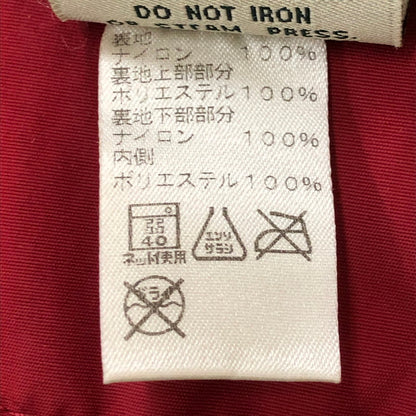 DO NOT IRON
OR STEAM PRESS.
裏地
ナイロン 100%
裏地上部部分
ポリエステル100%
裏地下部部分
ナイロン 100%
内側
ポリエステル100%
40
ネット使用
エンソ
サラシ
ドライ